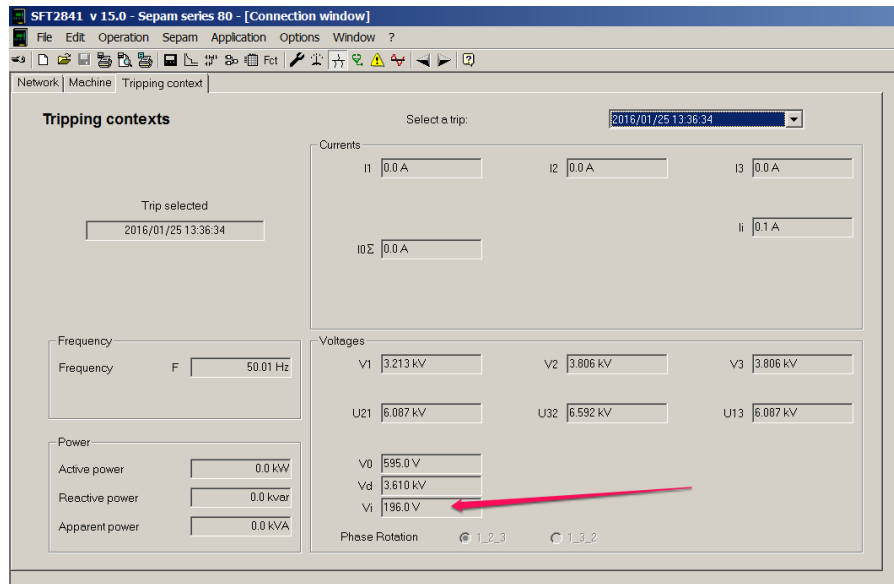 SFT2841 v 15.0 - Sepam series 80 - [Connection window]
File Edit Operation Sepam Application Options Window ?
Fct
Network Machine Tripping context
Tripping contexts
Select a trip: 2016/01/25 13:36:34
Trip selected
2016/01/25 13:36:34
Currents
I1 0.0 A I2 0.0 A I3 0.0 A
Ii 0.1 A
I0Σ 0.0 A
Frequency
Frequency F 50.01 Hz
Power
Active power 0.0 kW
Reactive power 0.0 kvar
Apparent power 0.0 kVA
Voltages
V1 3.213 kV V2 3.806 kV V3 3.806 kV
U21 6.087 kV U32 6.592 kV U13 6.087 kV
V0 595.0 V
Vd 3.610 kV
Vi 196.0 V
Phase Rotation 1_2_3 1_3_2